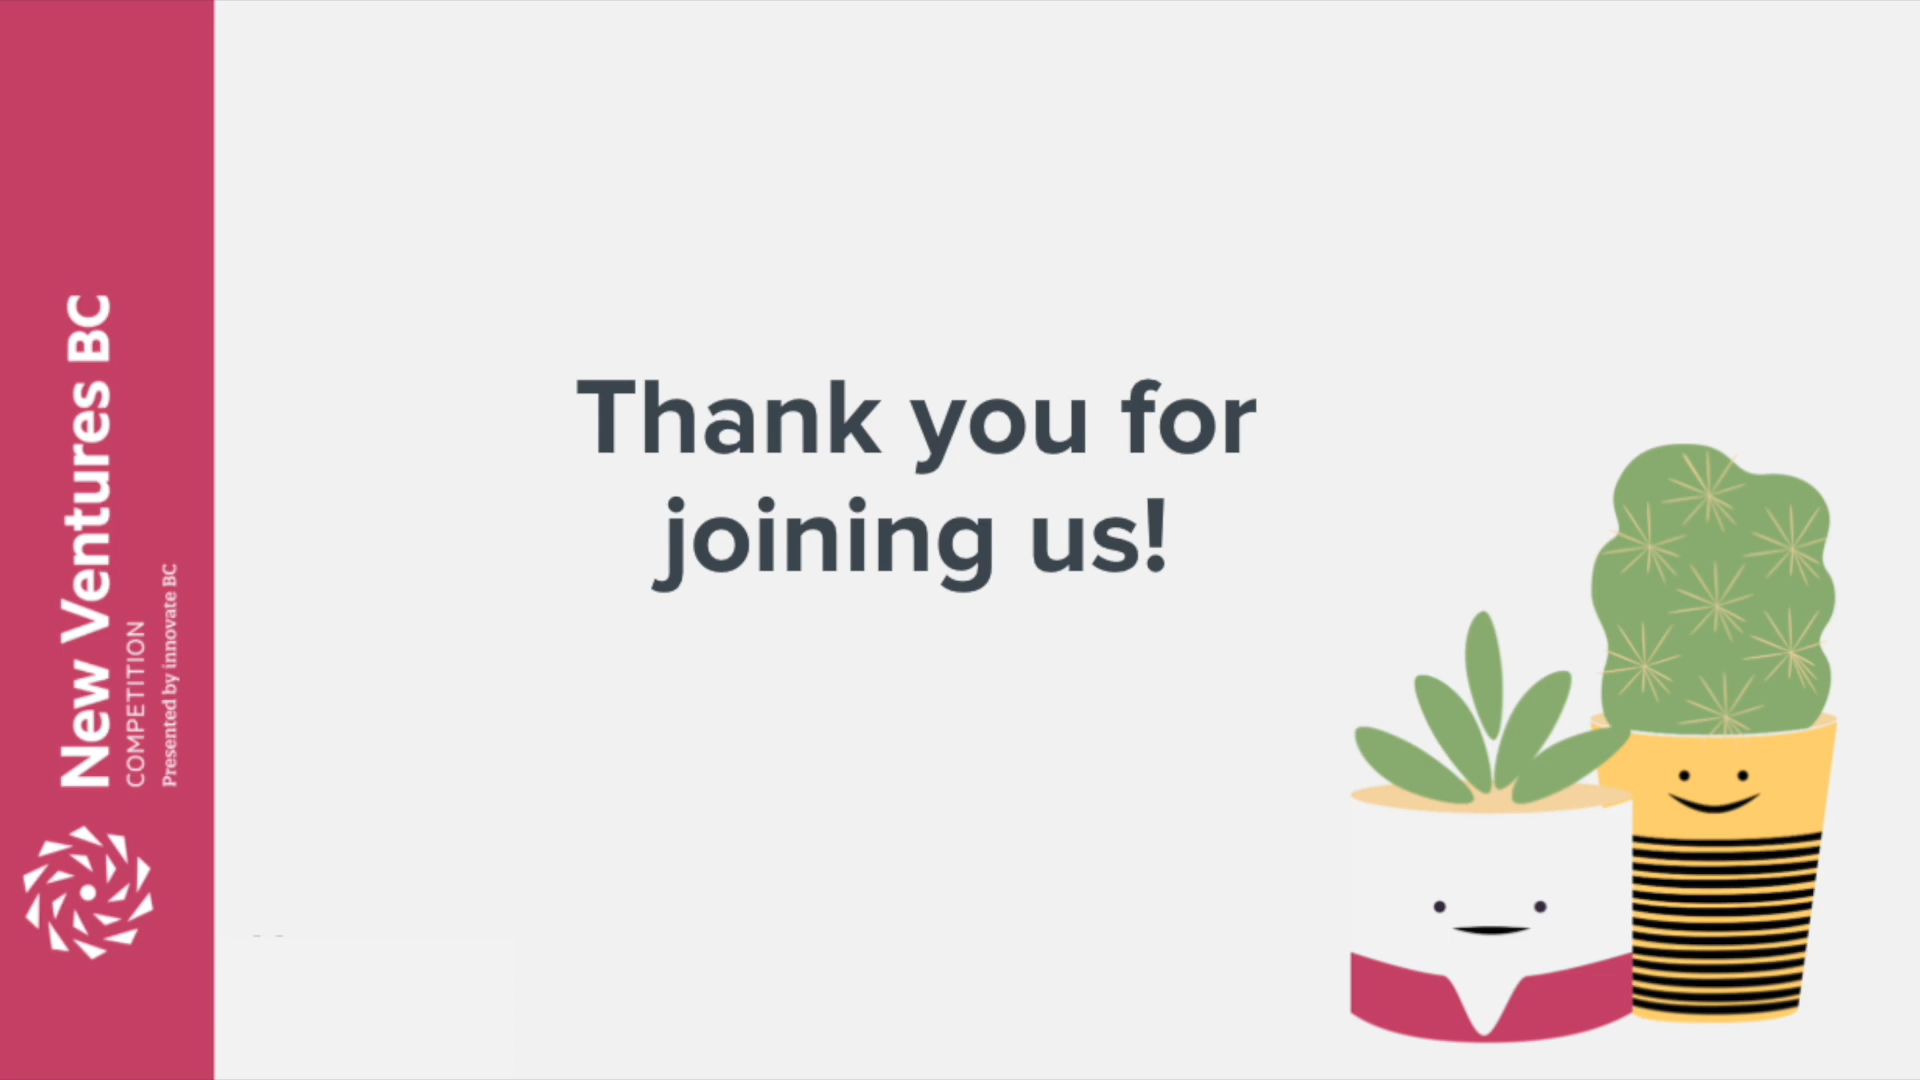 New Ventures BC
COMPETITION
Presented by innovate BC
Thank you for
joining us!